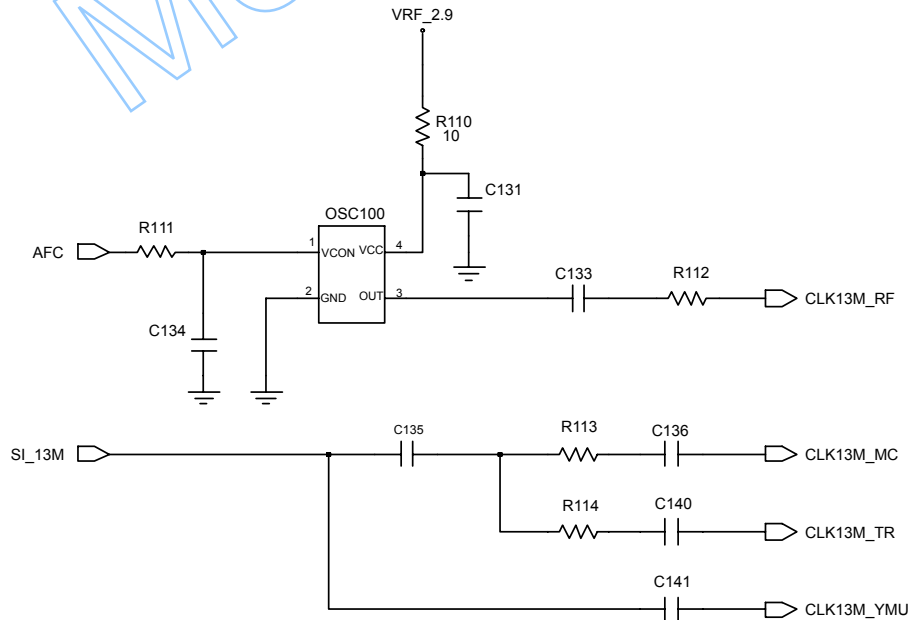 VRF_2.9
R110
10
C131
OSC100
R111
AFC
1
VCON
VCC
4
2
GND
OUT
3
C133
R112
CLK13M_RF
C134
SI_13M
C135
R113
C136
CLK13M_MC
R114
C140
CLK13M_TR
C141
CLK13M_YMU